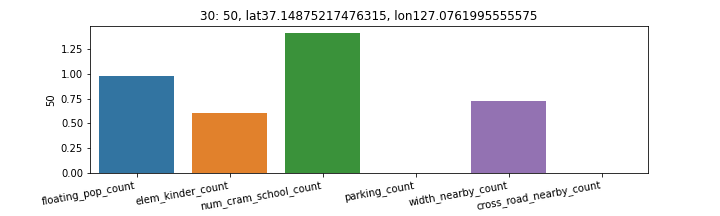 30: 50, lat37.14875217476315, lon127.0761995555575
1.25
1.00
0.75
0.50
0.25
0.00
50
floating_pop_count
elem_kinder_count
num_cram_school_count
parking_count
width_nearby_count
cross_road_nearby_count